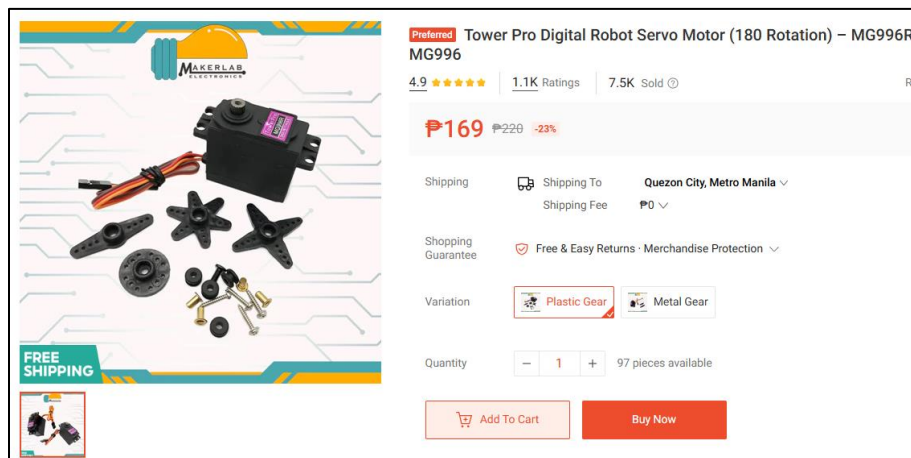 MAKERLAB
ELECTRONICS
FREE
SHIPPING
Preferred Tower Pro Digital Robot Servo Motor (180 Rotation) – MG996R
MG996
4.9 1.1K Ratings 7.5K Sold
₱169 ₱220 -23%
Shipping Shipping To Quezon City, Metro Manila
Shipping Fee ₱0
Shopping
Guarantee Free & Easy Returns · Merchandise Protection
Variation Plastic Gear Metal Gear
Quantity − 1 + 97 pieces available
Add To Cart Buy Now